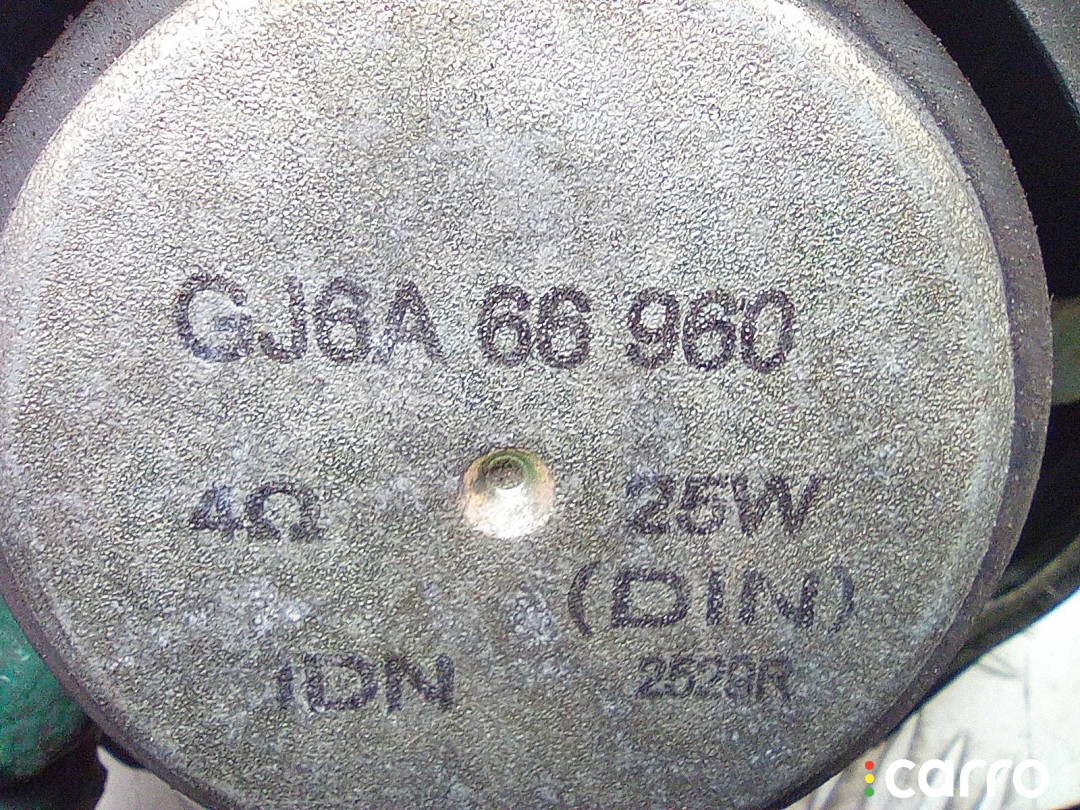 GJ6A 66 960
4Ω 25W
(DIN)
IDN 2528R
carro